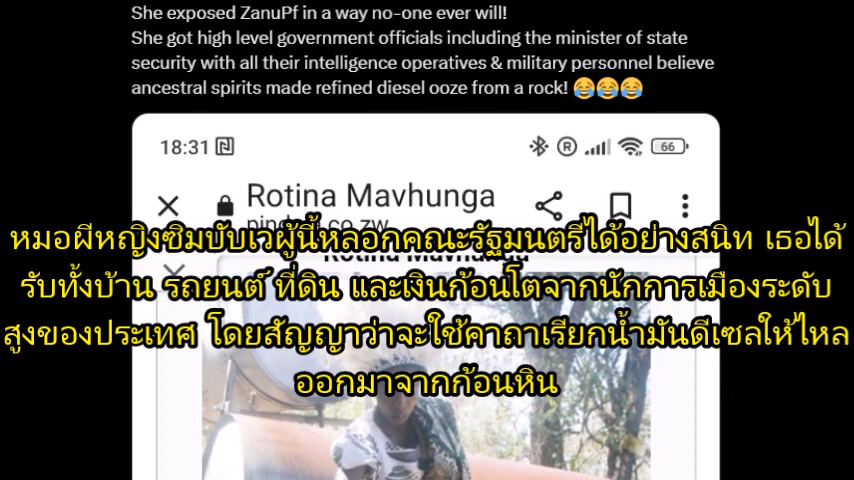 She exposed ZanuPf in a way no-one ever will!
She got high level government officials including the minister of state
security with all their intelligence operatives & military personnel believe
ancestral spirits made refined diesel ooze from a rock! 😂😂😂
18:31
R
66
Rotina Mavhunga
หมอผีหญิงซิมบับเวผู้นี้หลอกคณะรัฐมนตรีได้อย่างสนิท เธอได้
รับทั้งบ้าน รถยนต์ ที่ดิน และเงินก้อนโตจากนักการเมืองระดับ
สูงของประเทศ โดยสัญญาว่าจะใช้คาถาเรียกน้ำมันดีเซลให้ไหล
ออกมาจากก้อนหิน